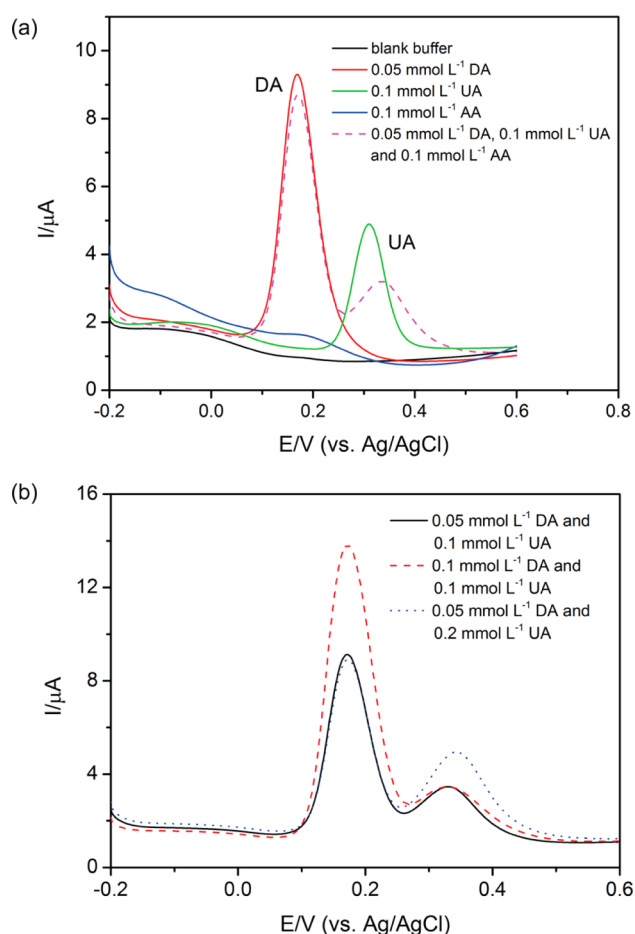 (a)
10
8
6
4
2
0
I/μA
-0.2 0.0 0.2 0.4 0.6 0.8
E/V (vs. Ag/AgCl)
DA
UA
blank buffer
0.05 mmol L⁻¹ DA
0.1 mmol L⁻¹ UA
0.1 mmol L⁻¹ AA
0.05 mmol L⁻¹ DA, 0.1 mmol L⁻¹ UA
and 0.1 mmol L⁻¹ AA
(b)
16
12
8
4
0
I/μA
-0.2 0.0 0.2 0.4 0.6
E/V (vs. Ag/AgCl)
0.05 mmol L⁻¹ DA and
0.1 mmol L⁻¹ UA
0.1 mmol L⁻¹ DA and
0.1 mmol L⁻¹ UA
0.05 mmol L⁻¹ DA and
0.2 mmol L⁻¹ UA